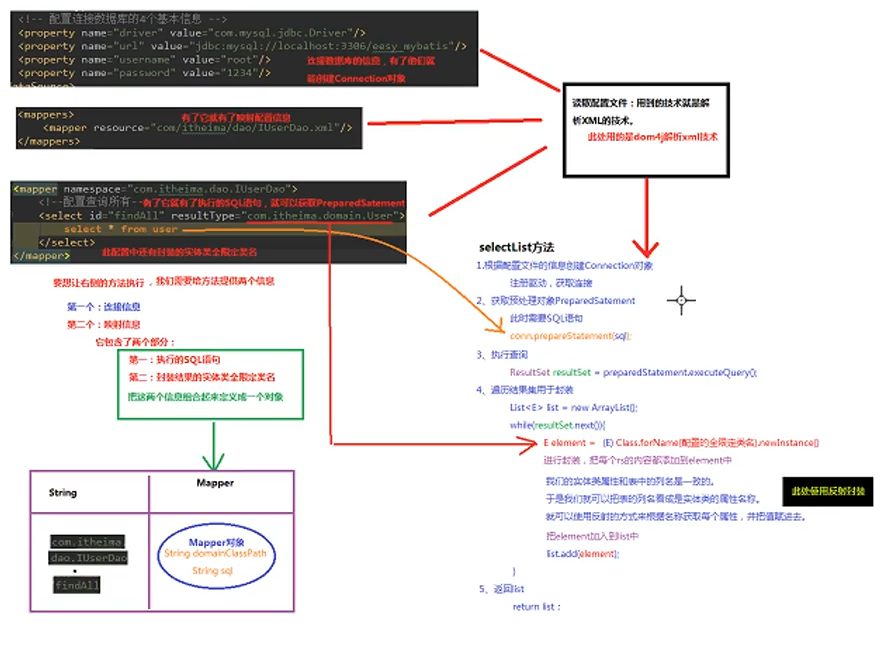 <!-- 配置连接数据库的4个基本信息 -->
<property name="driver" value="com.mysql.jdbc.Driver"/>
<property name="url" value="jdbc:mysql://localhost:3306/eesy_mybatis"/>
<property name="username" value="root"/>
<property name="password" value="1234"/>
连接数据库的信息，有了他们就
能创建Connection对象
<mappers>
有了它就有了映射配置信息
<mapper resource="com/itheima/dao/IUserDao.xml"/>
</mappers>
<mapper namespace="com.itheima.dao.IUserDao">
<!--配置查询所有--有了它就有了执行的SQL语句，就可以获取PreparedSatement
<select id="findAll" resultType="com.itheima.domain.User">
select * from user
</select>
此配置中还有封装的实体类全限定类名
</mapper>
读取配置文件：用到的技术就是解
析XML的技术。
此处用的是dom4j解析xml技术
要想让右侧的方法执行，我们需要给方法提供两个信息
第一个：连接信息
第二个：映射信息
它包含了两个部分：
第一：执行的SQL语句
第二：封装结果的实体类全限定类名
把这两个信息组合起来定义成一个对象
String
Mapper
com.itheima.
dao.IUserDao
.
findAll
Mapper对象
String domainClassPath
String sql
selectList方法
1.根据配置文件的信息创建Connection对象
注册驱动，获取连接
2、获取预处理对象PreparedSatement
此时需要SQL语句
conn.prepareStatement(sql);
3、执行查询
ResultSet resultSet = preparedStatement.executeQuery();
4、遍历结果集用于封装
List<E> list = new ArrayList();
while(resultSet.next()){
E element = (E) Class.forName(配置的全限定类名).newInstance()
进行封装，把每个rs的内容都添加到element中
我们的实体类属性和表中的列名是一致的。
于是我们就可以把表的列名看成是实体类的属性名称。
就可以使用反射的方式来根据名称获取每个属性，并把值赋进去。
此处使用反射封装
把element加入到list中
list.add(element);
}
5、返回list
return list；